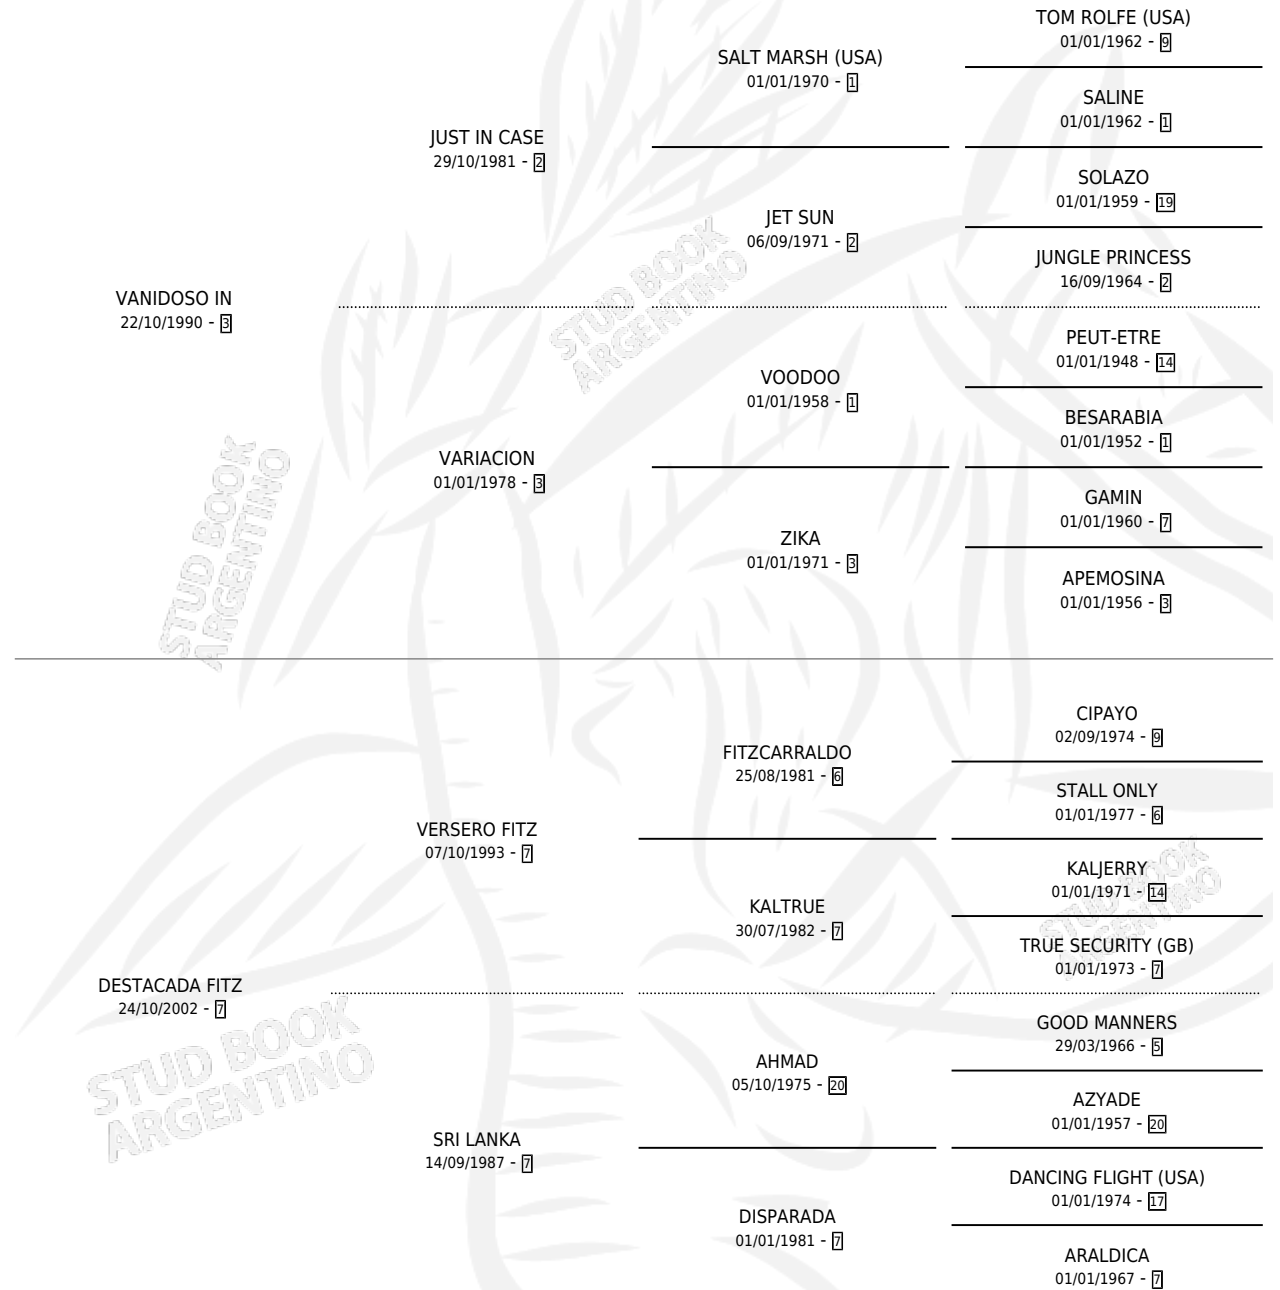 TOM ROLFE (USA)
01/01/1962 - 9
SALT MARSH (USA)
01/01/1970 - 1
SALINE
01/01/1962 - 1
JUST IN CASE
29/10/1981 - 2
SOLAZO
01/01/1959 - 19
JET SUN
06/09/1971 - 2
JUNGLE PRINCESS
16/09/1964 - 2
VANIDOSO IN
22/10/1990 - 3
STUD BOOK
ARGENTINO
PEUT-ETRE
01/01/1948 - 14
VOODOO
01/01/1958 - 1
BESARABIA
01/01/1952 - 1
VARIACION
01/01/1978 - 3
GAMIN
01/01/1960 - 7
ZIKA
01/01/1971 - 3
APEMOSINA
01/01/1956 - 3
STUD BOOK
ARGENTINO
CIPAYO
02/09/1974 - 9
FITZCARRALDO
25/08/1981 - 6
STALL ONLY
01/01/1977 - 6
VERSERO FITZ
07/10/1993 - 7
KALJERRY
01/01/1971 - 14
KALTRUE
30/07/1982 - 7
TRUE SECURITY (GB)
01/01/1973 - 7
STUD BOOK
ARGENTINO
DESTACADA FITZ
24/10/2002 - 7
GOOD MANNERS
29/03/1966 - 5
AHMAD
05/10/1975 - 20
AZYADE
01/01/1957 - 20
STUD BOOK
ARGENTINO
SRI LANKA
14/09/1987 - 7
DANCING FLIGHT (USA)
01/01/1974 - 17
DISPARADA
01/01/1981 - 7
ARALDICA
01/01/1967 - 7